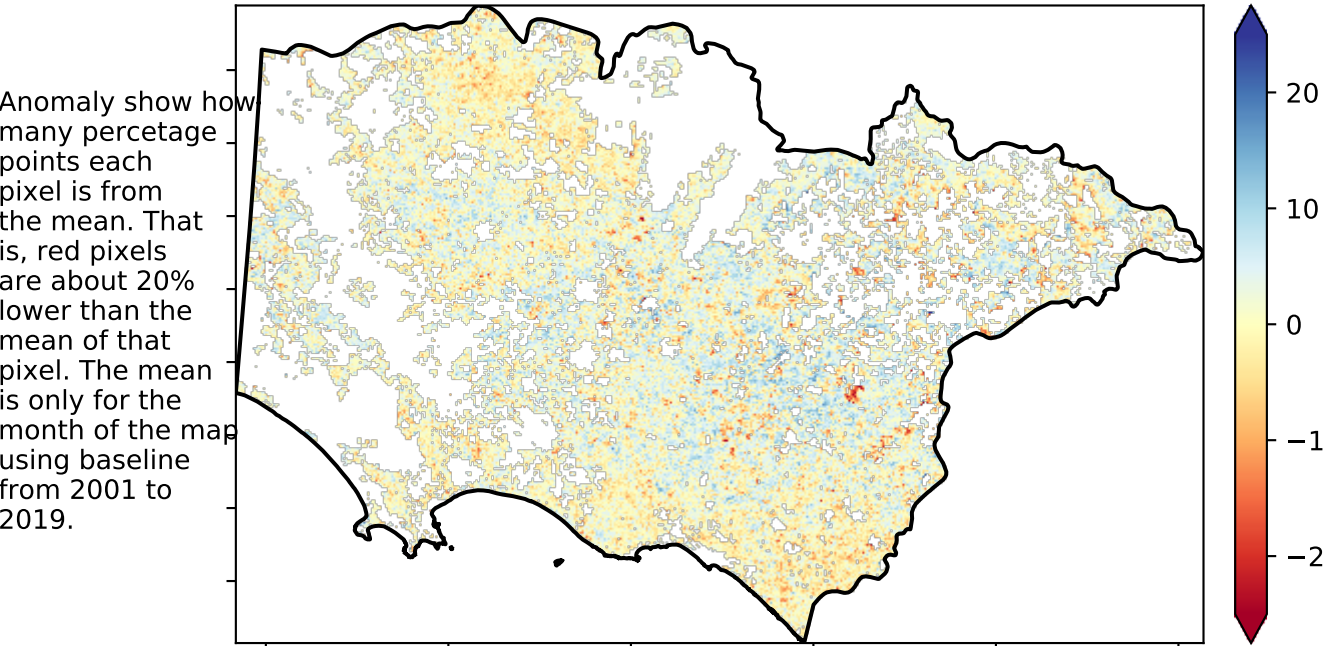 Anomaly show how
many percetage
points each
pixel is from
the mean. That
is, red pixels
are about 20%
lower than the
mean of that
pixel. The mean
is only for the
month of the map
using baseline
from 2001 to
2019.
20
10
0
−1
−2